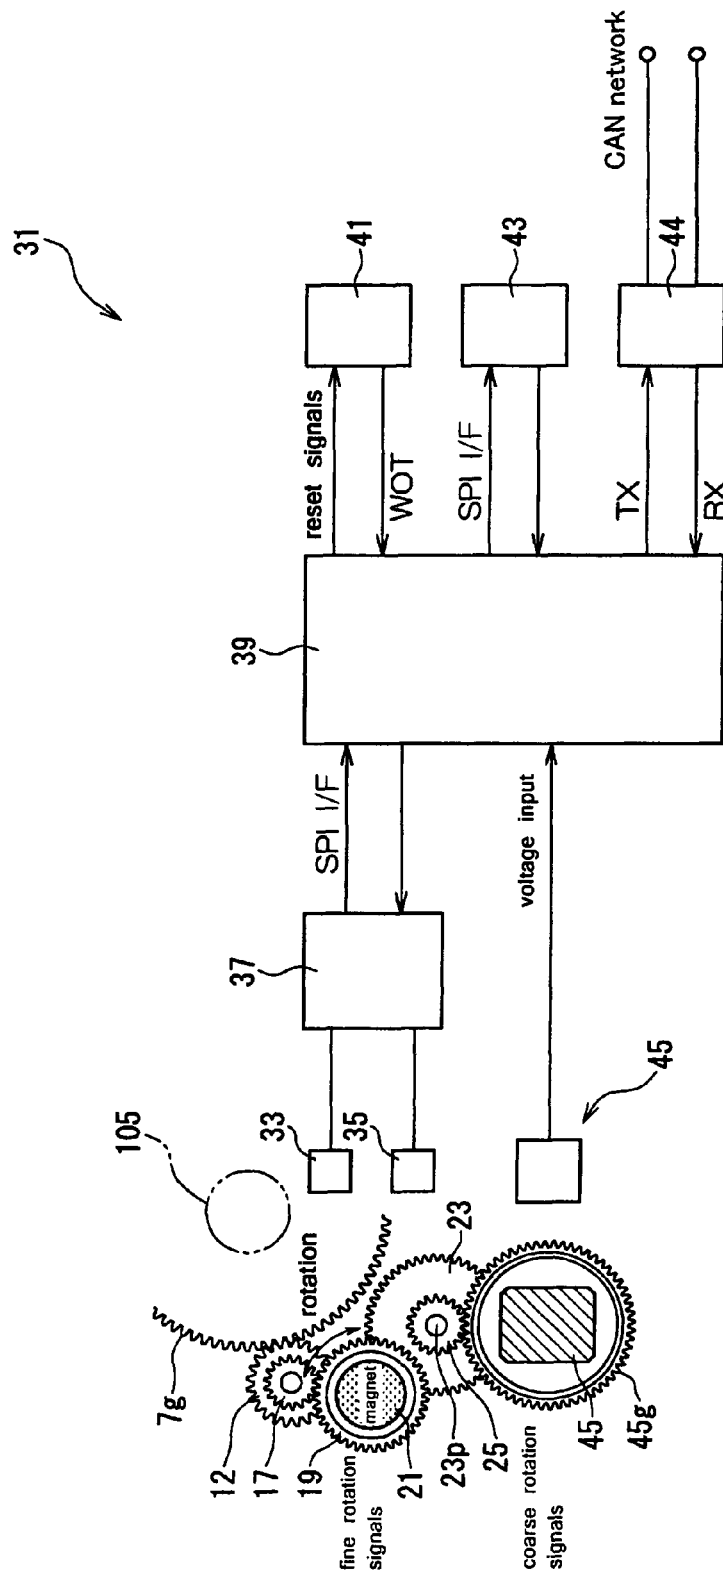 31
105
7g
12
17
39
37
33
rotation
reset signals
41
19
SPI I/F
35
fine rotation
signals
magnet
WOT
21
23p
23
SPI I/F
25
43
voltage input
coarse rotation
signals
45
45g
CAN network
TX
45
44
RX